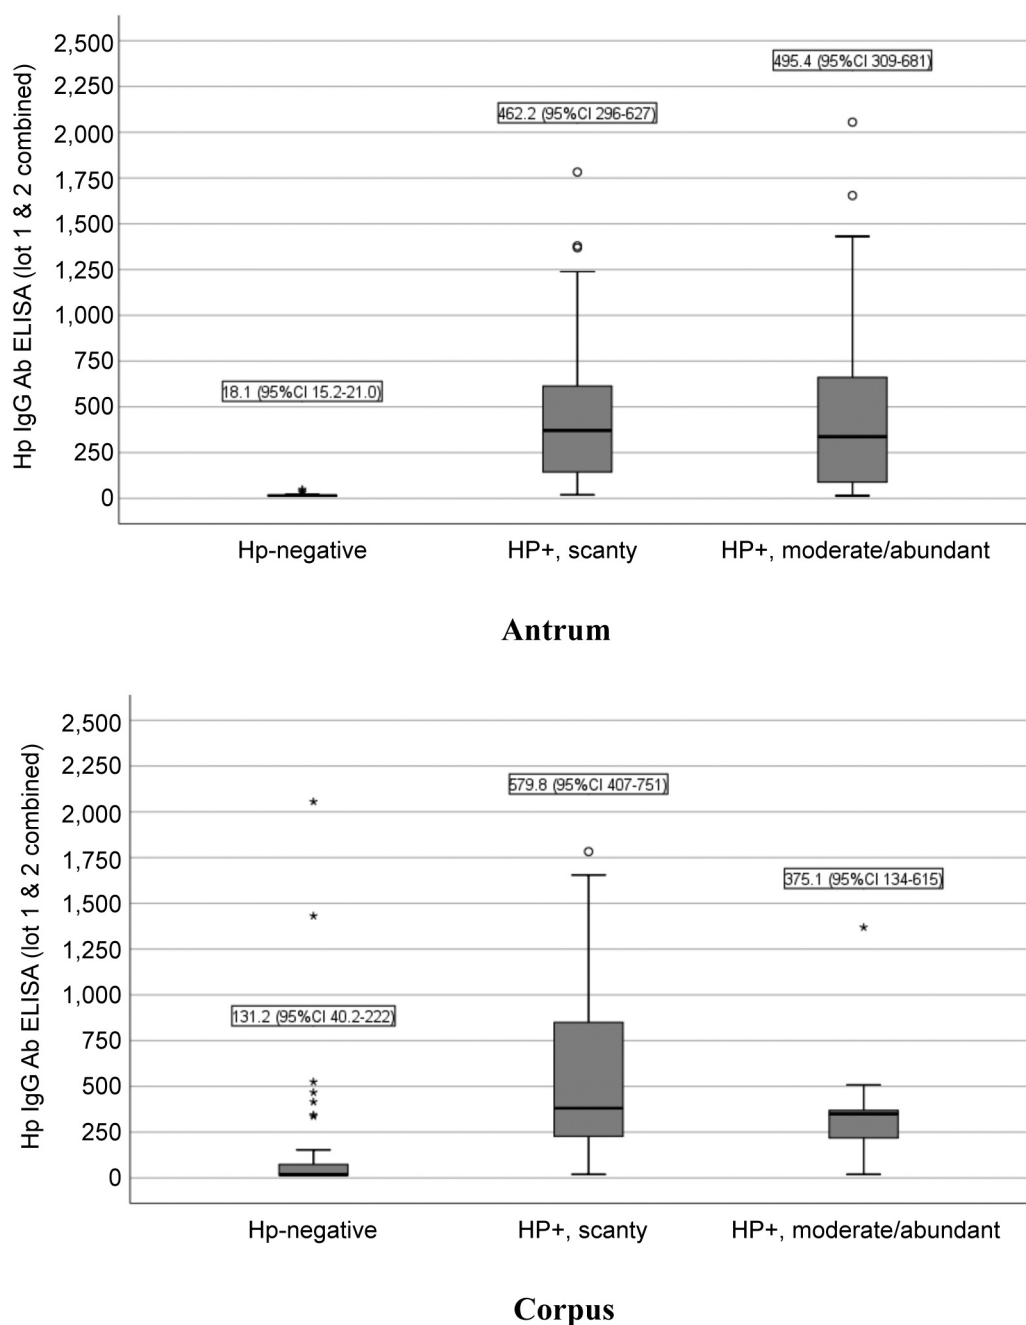 Hp IgG Ab ELISA (lot 1 & 2 combined)
2,500
2,250
2,000
1,750
1,500
1,250
1,000
750
500
250
0
495.4 (95%CI 309-681)
462.2 (95%CI 296-627)
18.1 (95%CI 15.2-21.0)
Hp-negative
HP+, scanty
HP+, moderate/abundant
Antrum
Hp IgG Ab ELISA (lot 1 & 2 combined)
2,500
2,250
2,000
1,750
1,500
1,250
1,000
750
500
250
0
579.8 (95%CI 407-751)
375.1 (95%CI 134-615)
131.2 (95%CI 40.2-222)
Hp-negative
HP+, scanty
HP+, moderate/abundant
Corpus